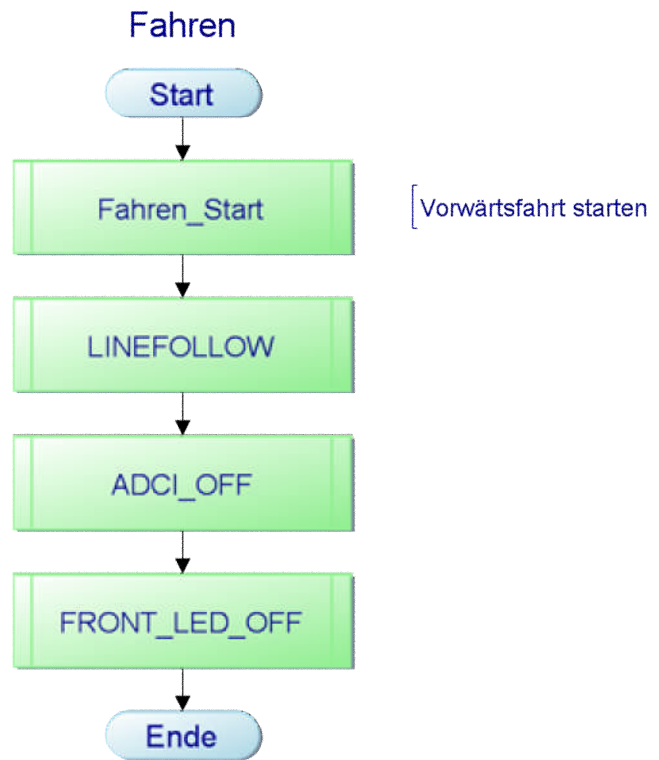 Fahren
Start
Fahren_Start
Vorwärtsfahrt starten
LINEFOLLOW
ADCI_OFF
FRONT_LED_OFF
Ende